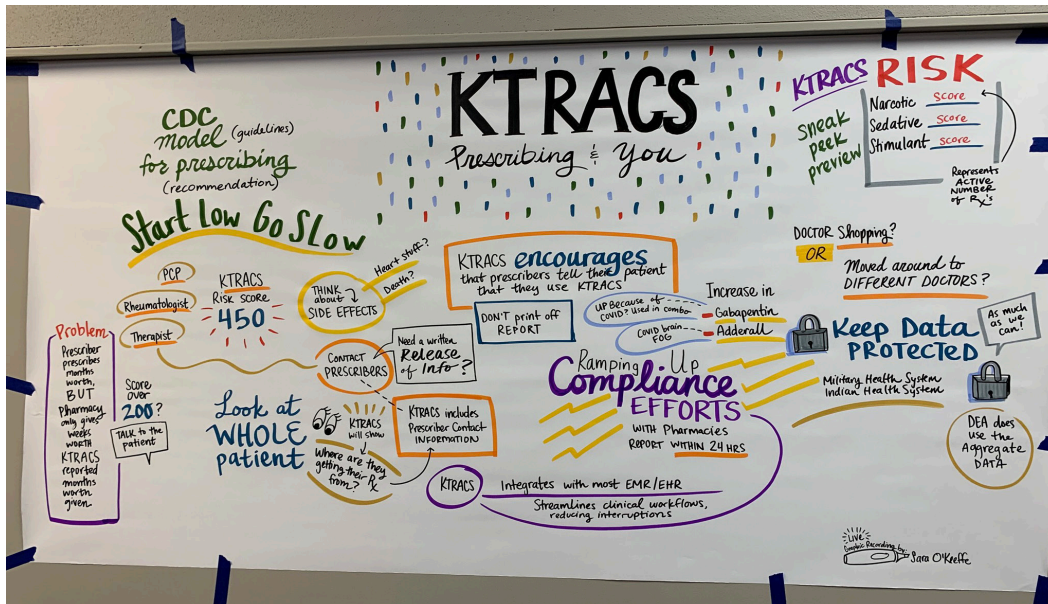 KTRACS
Prescribing & You
CDC
model (guidelines)
for prescribing
(recommendation)
Start Low Go Slow
PCP
Rheumatologist
Therapist
KTRACS
Risk score
450
THINK
about
SIDE EFFECTS
Heart stuff?
Death?
Problem
Prescriber
prescribes
months
worth,
BUT
Pharmacy
only gives
weeks
worth
KTRACS
reported
months
worth
given.
Score
over
200?
TALK to the
patient
Look at
WHOLE
patient
CONTACT
PRESCRIBERS
Need a written
Release
of Info?
KTRACS
will show
Where are they
getting their Rx
from?
KTRACS includes
Prescriber Contact
INFORMATION
KTRACS encourages
that prescribers tell their patient
that they use KTRACS
DON'T print off
REPORT
UP Because of
COVID? Used in combo
COVID brain
FOG
Increase in
Gabapentin
Adderall
Ramping Up
Compliance
EFFORTS
WITH Pharmacies
REPORT WITHIN 24 HRS
KTRACS
Integrates with most EMR/EHR
Streamlines clinical workflows,
reducing interruptions
KTRACS RISK
sneak
peek
preview
Narcotic score
Sedative score
Stimulant score
Represents
ACTIVE
NUMBER
of Rx's
DOCTOR Shopping?
OR
Moved around to
DIFFERENT DOCTORS?
Keep Data
PROTECTED
As much
as we
can!
Military Health System
Indian Health System
DEA does
use the
Aggregate
DATA
LIVE
Graphic Recording by:
Sara O'Keeffe